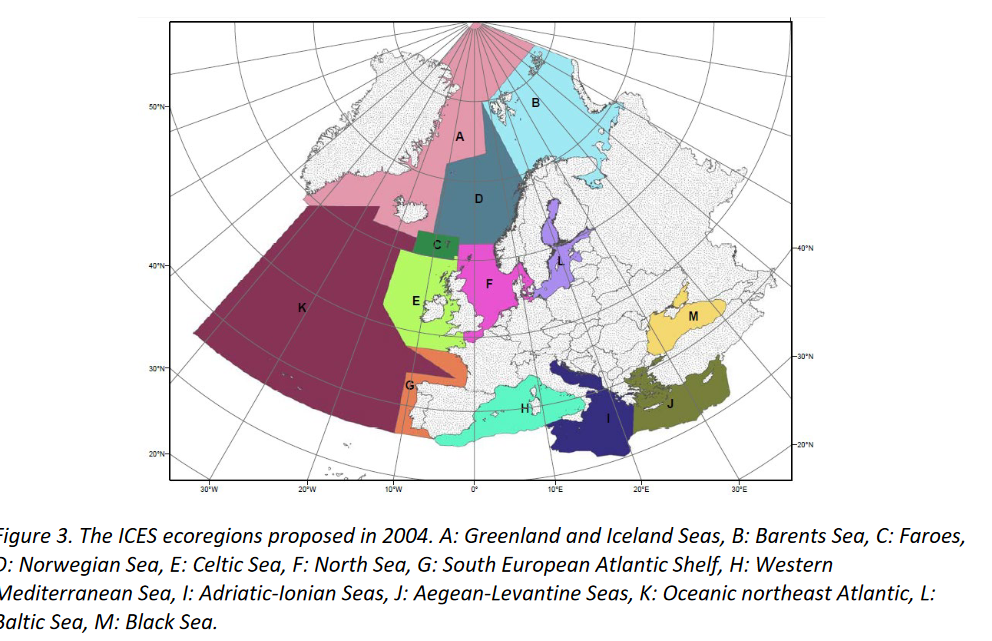 A
B
50°N
D
C
L
40°N
40°N
F
E
K
M
30°N
30°N
G
J
H
I
20°N
20°N
30°W
20°W
10°W
0°
10°E
20°E
30°E
igure 3. The ICES ecoregions proposed in 2004. A: Greenland and Iceland Seas, B: Barents Sea, C: Faroes,
D: Norwegian Sea, E: Celtic Sea, F: North Sea, G: South European Atlantic Shelf, H: Western
Mediterranean Sea, I: Adriatic-Ionian Seas, J: Aegean-Levantine Seas, K: Oceanic northeast Atlantic, L:
Baltic Sea, M: Black Sea.